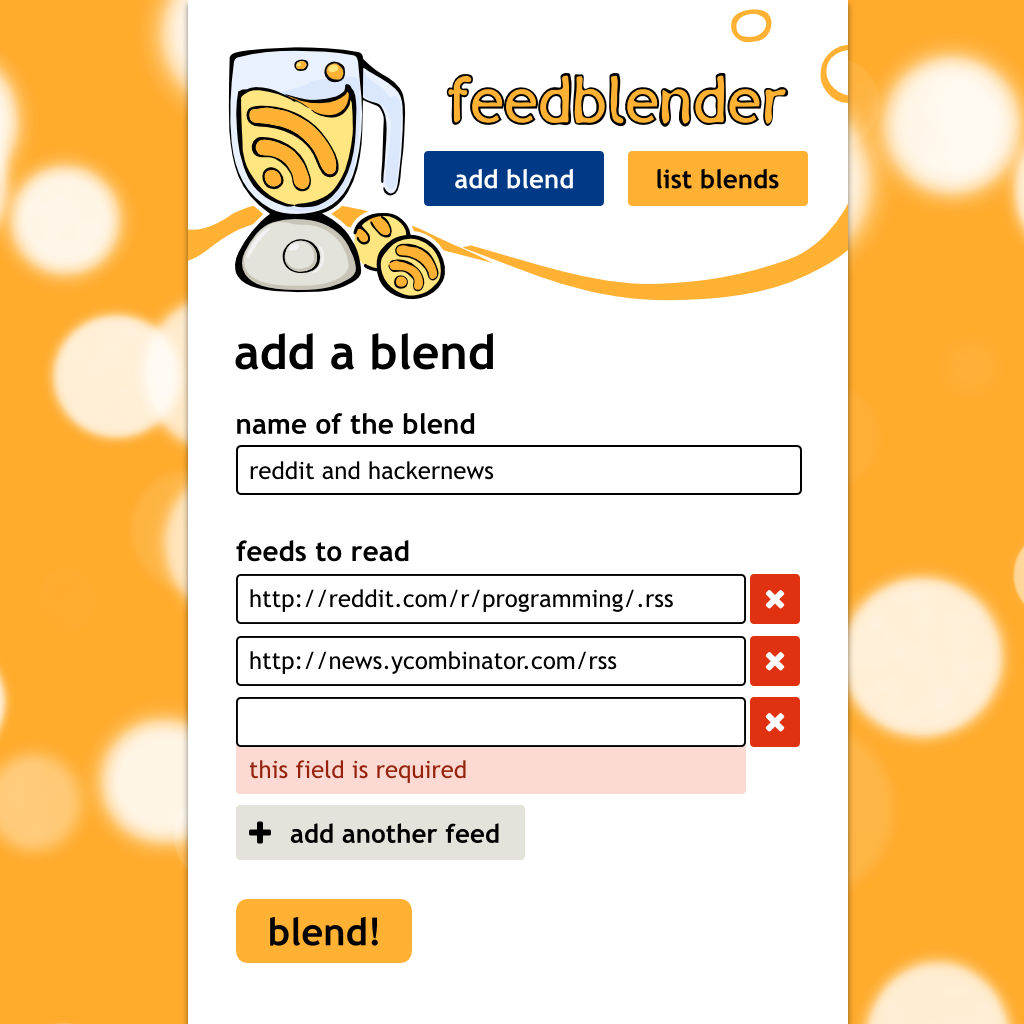 feedblender
add blend
list blends
add a blend
name of the blend
reddit and hackernews
feeds to read
http://reddit.com/r/programming/.rss
http://news.ycombinator.com/rss
this field is required
add another feed
blend!